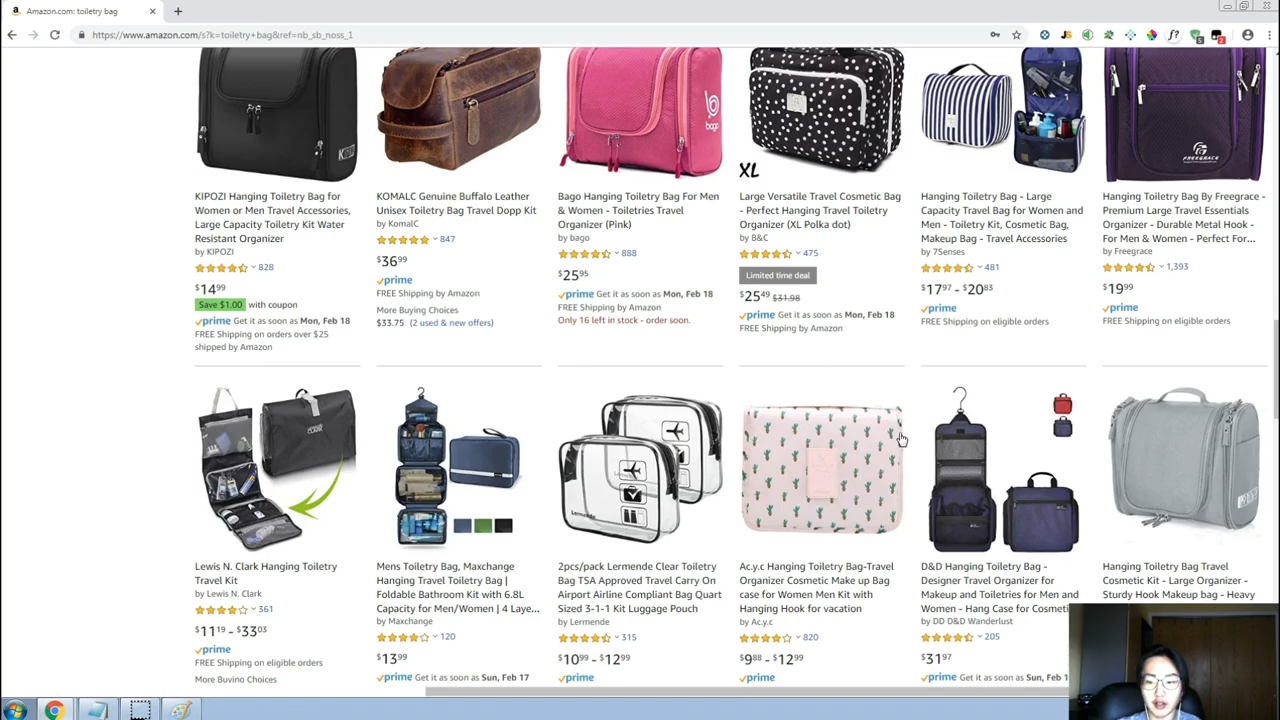 Amazon.com: toiletry bag
https://www.amazon.com/s?k=toiletry+bag&ref=nb_sb_noss_1
bago
XL
FREEGRACE
KIPOZI Hanging Toiletry Bag for
Women or Men Travel Accessories,
Large Capacity Toiletry Kit Water
Resistant Organizer
by KIPOZI
828
$14.99
Save $1.00 with coupon
prime Get it as soon as Mon, Feb 18
FREE Shipping on orders over $25
shipped by Amazon
KOMALC Genuine Buffalo Leather
Unisex Toiletry Bag Travel Dopp Kit
by KomalC
847
$36.99
prime
FREE Shipping by Amazon
More Buying Choices
$33.75 (2 used & new offers)
Bago Hanging Toiletry Bag For Men
& Women - Toiletries Travel
Organizer (Pink)
by bago
888
$25.95
prime Get it as soon as Mon, Feb 18
FREE Shipping by Amazon
Only 16 left in stock - order soon.
Large Versatile Travel Cosmetic Bag
- Perfect Hanging Travel Toiletry
Organizer (XL Polka dot)
by B&C
475
Limited time deal
$25.49 $31.98
prime Get it as soon as Mon, Feb 18
FREE Shipping by Amazon
Hanging Toiletry Bag - Large
Capacity Travel Bag for Women and
Men - Toiletry Kit, Cosmetic Bag,
Makeup Bag - Travel Accessories
by 7Senses
481
$17.97 - $20.83
prime
FREE Shipping on eligible orders
Hanging Toiletry Bag By Freegrace -
Premium Large Travel Essentials
Organizer - Durable Metal Hook -
For Men & Women - Perfect For...
by Freegrace
1,393
$19.99
prime
FREE Shipping on eligible orders
LEWIS N. CLARK
Lermende
Lewis N. Clark Hanging Toiletry
Travel Kit
by Lewis N. Clark
361
$11.19 - $33.03
prime
FREE Shipping on eligible orders
More Buying Choices
Mens Toiletry Bag, Maxchange
Hanging Travel Toiletry Bag |
Foldable Bathroom Kit with 6.8L
Capacity for Men/Women | 4 Laye...
by Maxchange
120
$13.99
prime Get it as soon as Sun, Feb 17
2pcs/pack Lermende Clear Toiletry
Bag TSA Approved Travel Carry On
Airport Airline Compliant Bag Quart
Sized 3-1-1 Kit Luggage Pouch
by Lermende
315
$10.99 - $12.99
prime
Ac.y.c Hanging Toiletry Bag-Travel
Organizer Cosmetic Make up Bag
case for Women Men Kit with
Hanging Hook for vacation
by Ac.y.c
820
$9.88 - $12.99
prime
D&D Hanging Toiletry Bag -
Designer Travel Organizer for
Makeup and Toiletries for Men and
Women - Hang Case for Cosmeti
by DD D&D Wanderlust
205
$31.97
prime Get it as soon as Sun, Feb 1
Hanging Toiletry Bag Travel
Cosmetic Kit - Large Organizer -
Sturdy Hook Makeup bag - Heavy